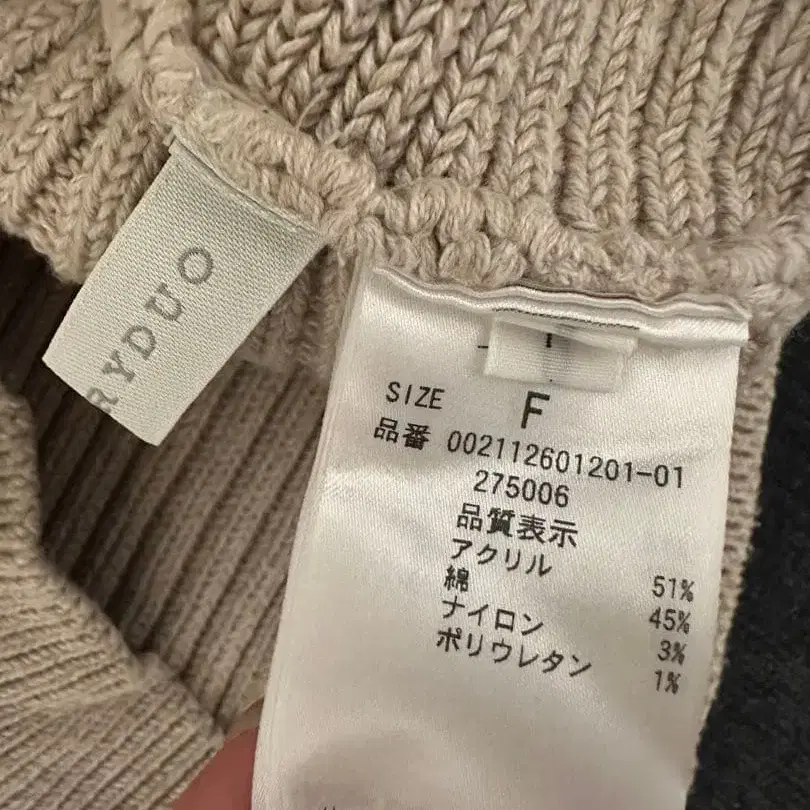 RYDUO
SIZE F
品番 002112601201-01
275006
品質表示
アクリル 51%
綿 45%
ナイロン 3%
ポリウレタン 1%